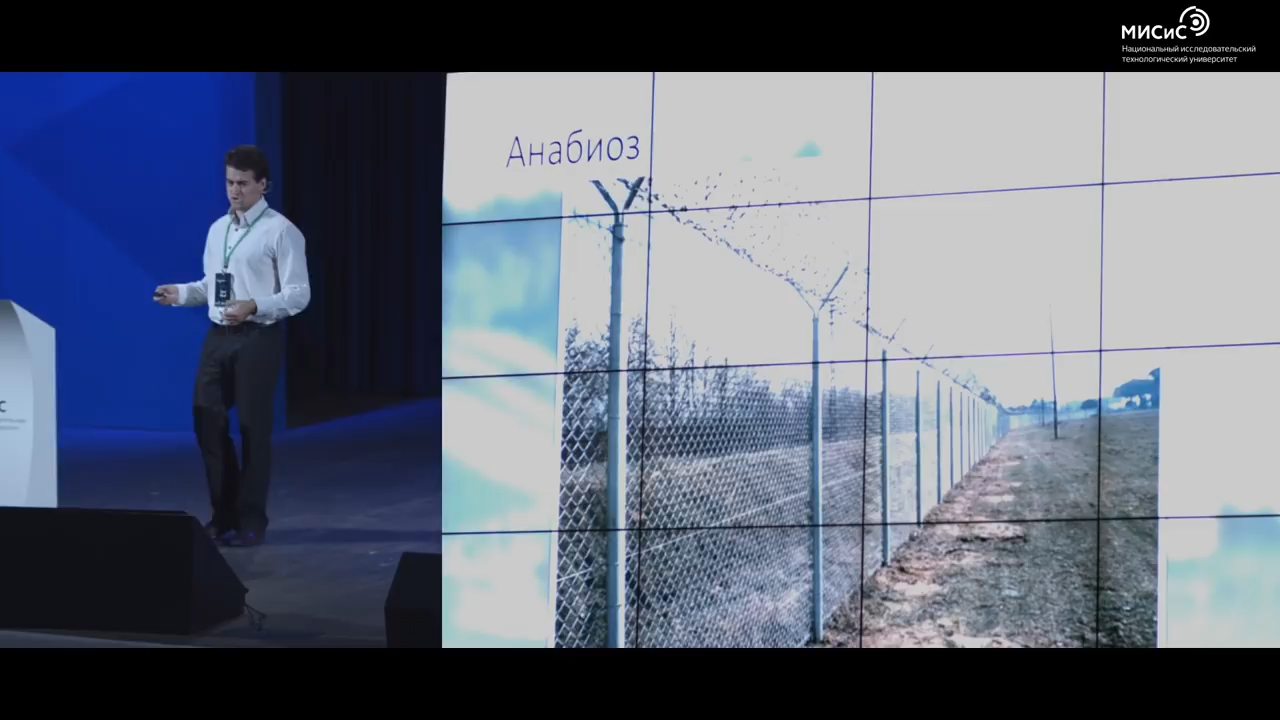 МИСиС
Национальный исследовательский
технологический университет
Анабиоз